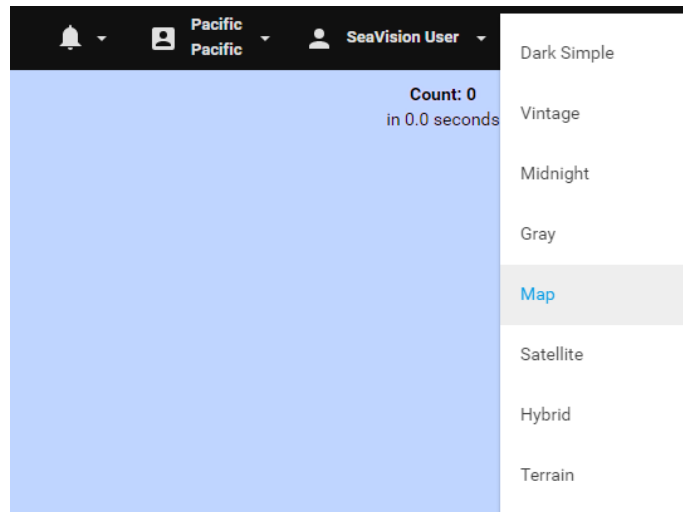 Pacific
Pacific
SeaVision User
Count: 0
in 0.0 seconds
Dark Simple
Vintage
Midnight
Gray
Map
Satellite
Hybrid
Terrain